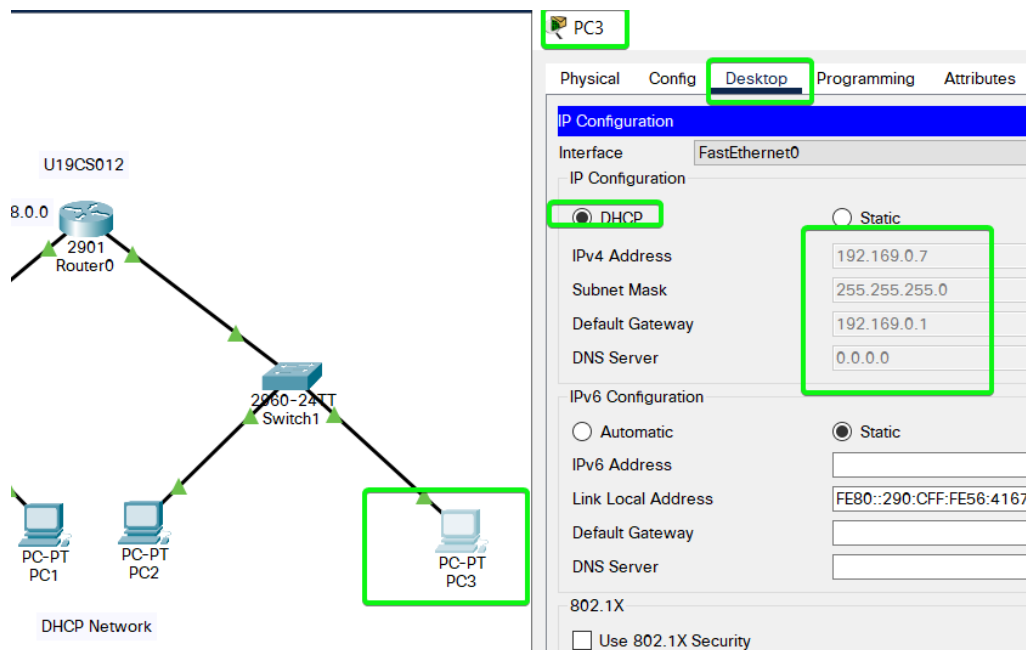 U19CS012
8.0.0
2901
Router0
2960-24TT
Switch1
PC-PT
PC1
PC-PT
PC2
PC-PT
PC3
DHCP Network
PC3
Physical Config Desktop Programming Attributes
IP Configuration
Interface FastEthernet0
IP Configuration
DHCP Static
IPv4 Address 192.169.0.7
Subnet Mask 255.255.255.0
Default Gateway 192.169.0.1
DNS Server 0.0.0.0
IPv6 Configuration
Automatic Static
IPv6 Address
Link Local Address FE80::290:CFF:FE56:4167
Default Gateway
DNS Server
802.1X
Use 802.1X Security